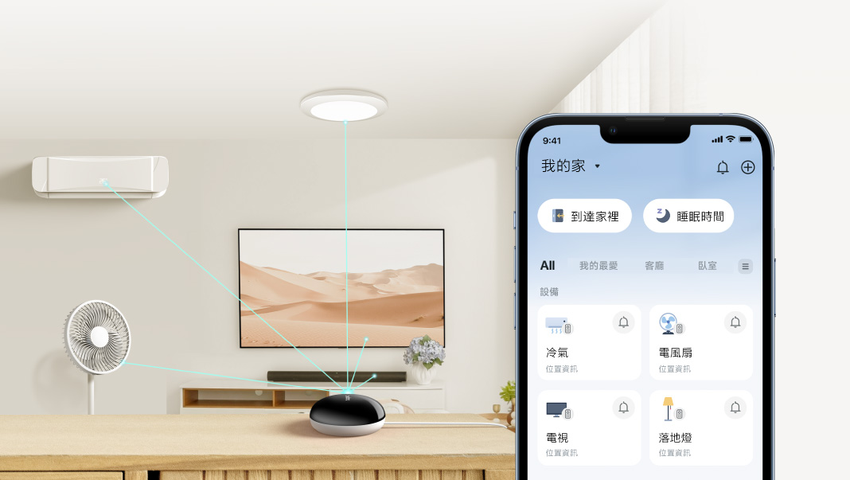 9:41
我的家
到達家裡
睡眠時間
All 我的最愛 客廳 臥室
設備
冷氣
位置資訊
電風扇
位置資訊
電視
位置資訊
落地燈
位置資訊